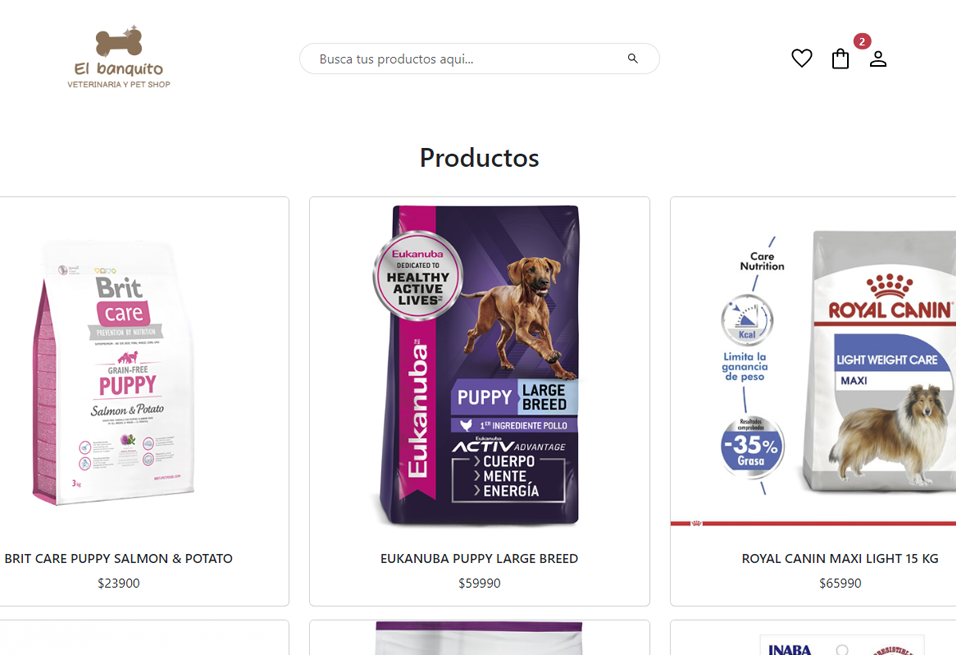 El banquito
VETERINARIA Y PET SHOP
Busca tus productos aqui...
2
Productos
Brit
care
PREVENTION BY NUTRITION
GRAIN-FREE
PUPPY
Salmon & Potato
3kg
BRIT CARE PUPPY SALMON & POTATO
$23900
Eukanuba
DEDICATED TO
HEALTHY
ACTIVE
LIVES
Eukanuba
PUPPY
LARGE
BREED
1ER INGREDIENTE POLLO
Eukanuba
ACTIV ADVANTAGE
CUERPO
MENTE
ENERGÍA
EUKANUBA PUPPY LARGE BREED
$59990
Care
Nutrition
Kcal
Limita la
ganancia
de peso
Resultados
comprobados
-35%
Grasa
ROYAL CANIN
LIGHT WEIGHT CARE
MAXI
ROYAL CANIN MAXI LIGHT 15 KG
$65990
INABA